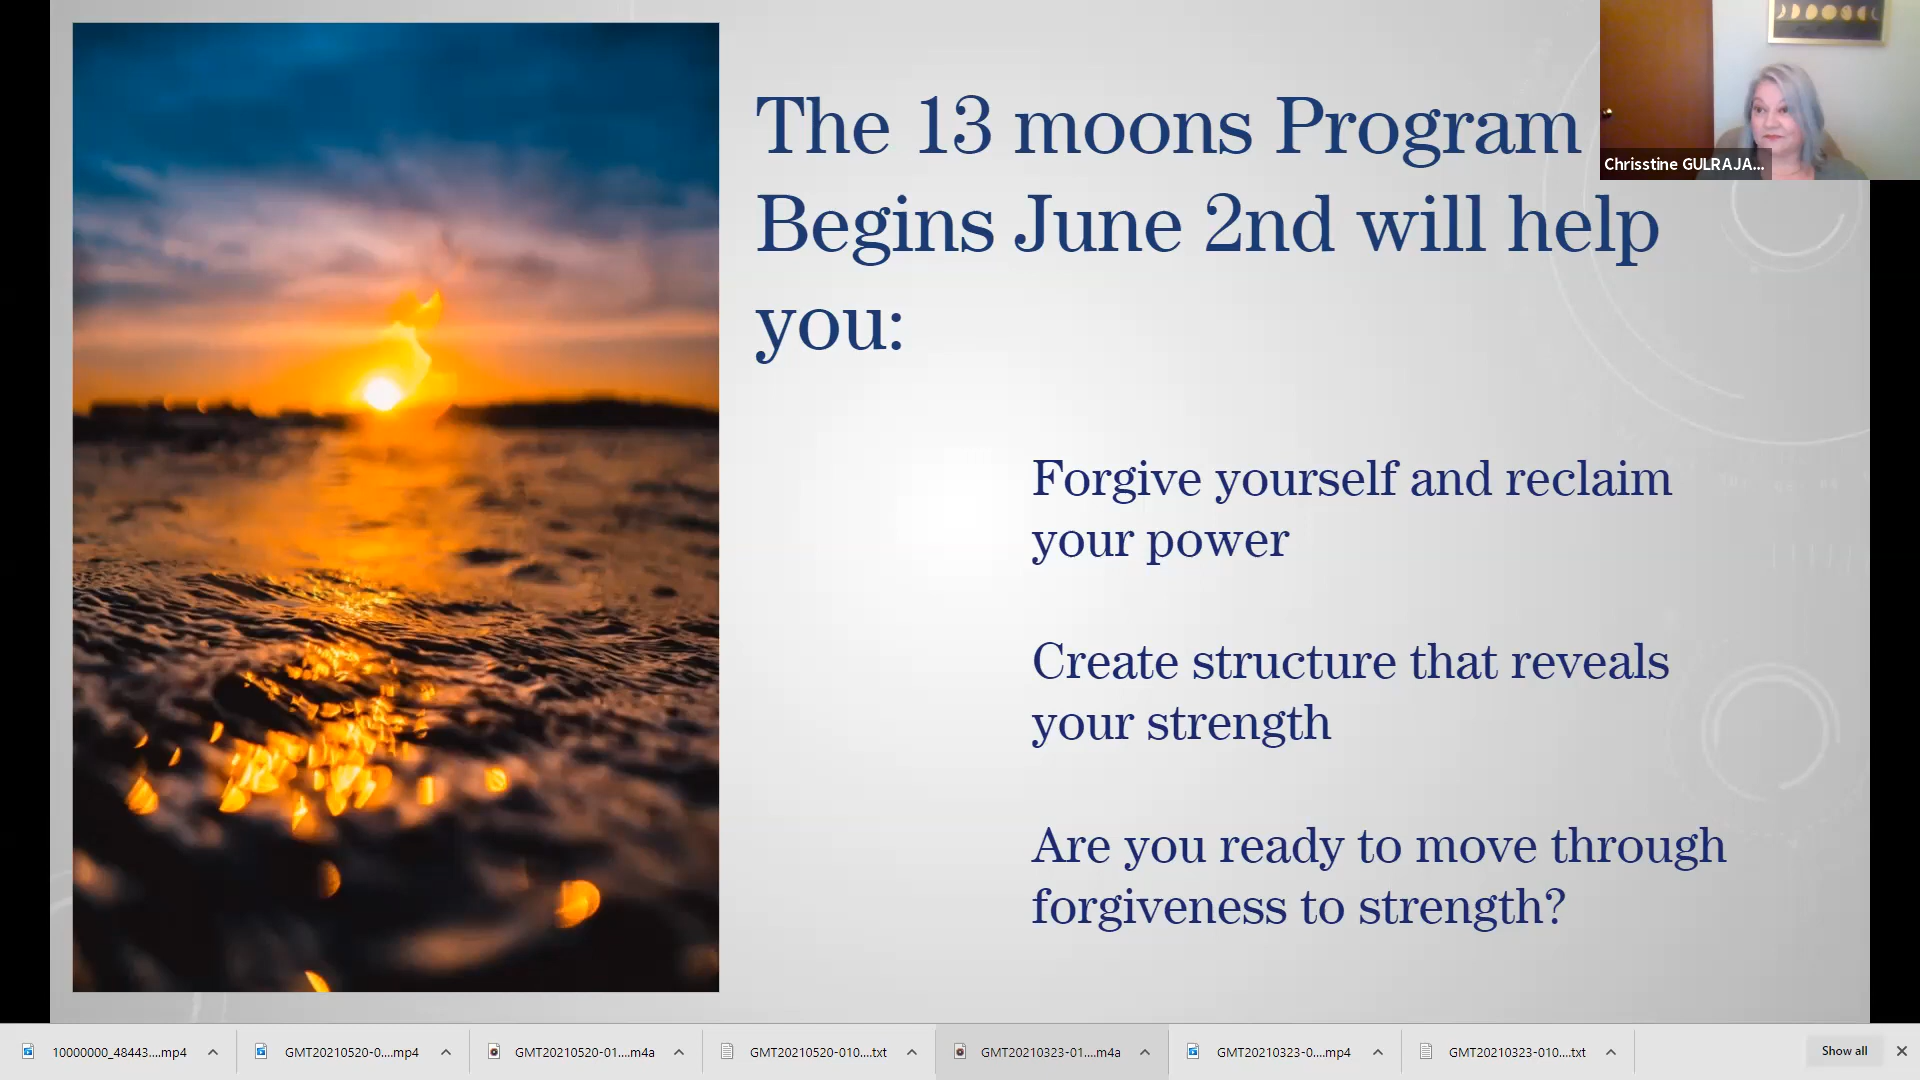 The 13 moons Program
Begins June 2nd will help
you:
Forgive yourself and reclaim
your power
Create structure that reveals
your strength
Are you ready to move through
forgiveness to strength?
Chrisstine GULRAJA...
10000000_48443....mp4
GMT20210520-0....mp4
GMT20210520-01....m4a
GMT20210520-010....txt
GMT20210323-01....m4a
GMT20210323-0....mp4
GMT20210323-010....txt
Show all